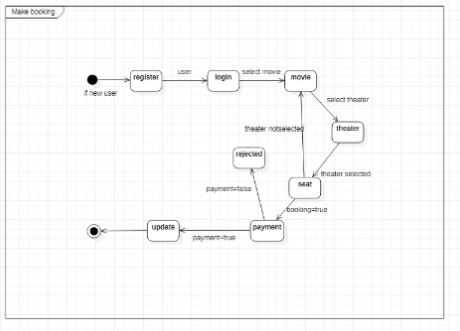 Make booking
register
user
login
select movie
movie
if new user
select theater
theater notselected
theater
rejected
theater selected
seat
payment=false
booking=true
update
payment=true
payment